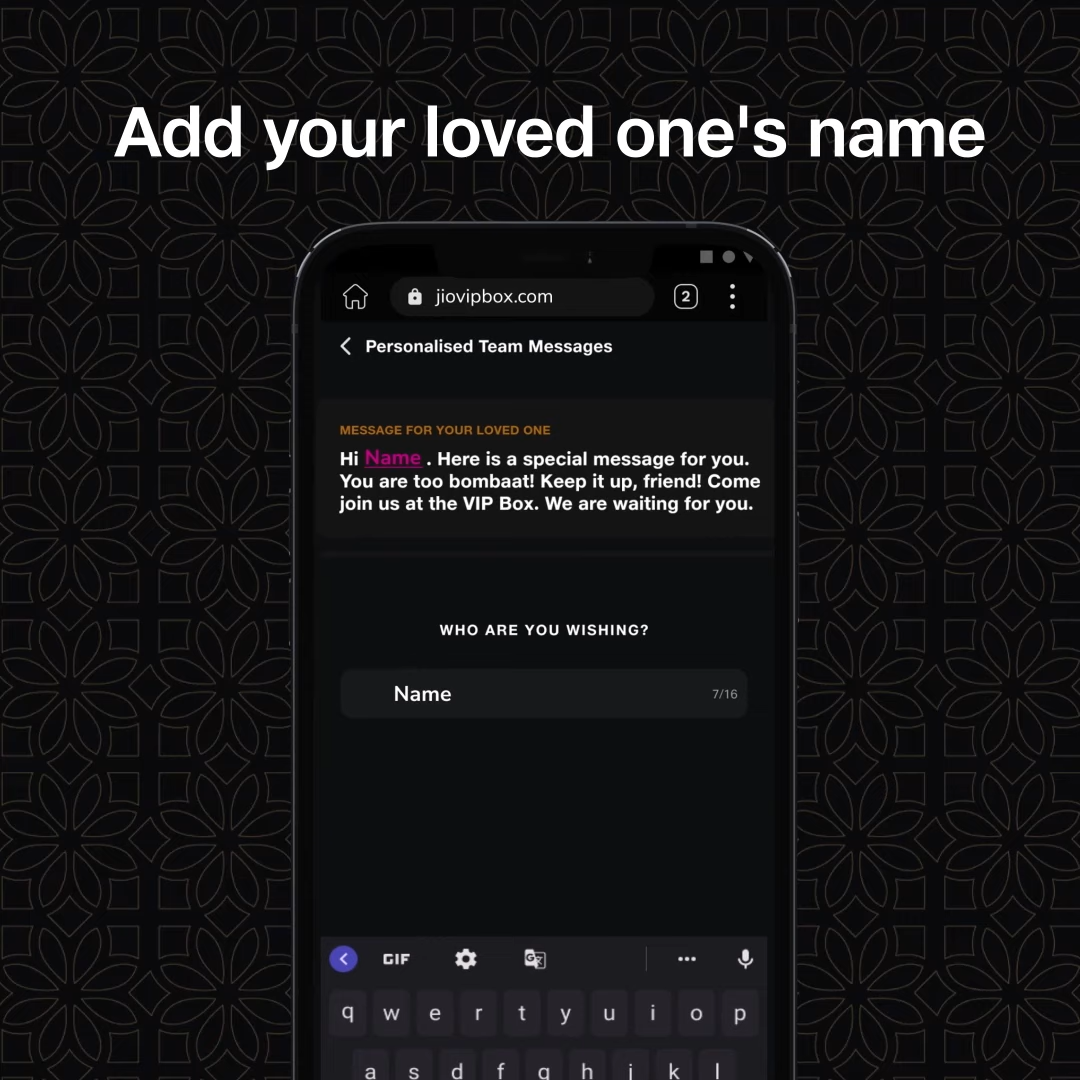 Add your loved one's name
jiovipbox.com
2
Personalised Team Messages
MESSAGE FOR YOUR LOVED ONE
Hi Name . Here is a special message for you.
You are too bombaat! Keep it up, friend! Come
join us at the VIP Box. We are waiting for you.
WHO ARE YOU WISHING?
Name 7/16
GIF
q w e r t y u i o p
a s d f g h j k l